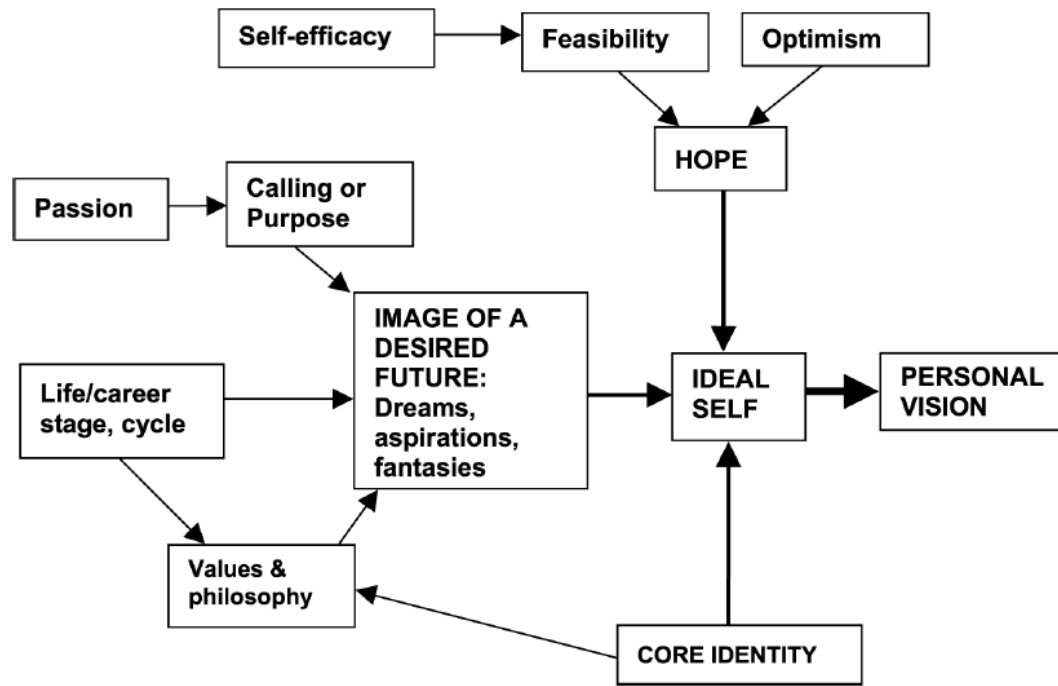 Self-efficacy
Feasibility
Optimism
HOPE
Passion
Calling or
Purpose
IMAGE OF A
DESIRED
FUTURE:
Dreams,
aspirations,
fantasies
Life/career
stage, cycle
IDEAL
SELF
PERSONAL
VISION
Values &
philosophy
CORE IDENTITY